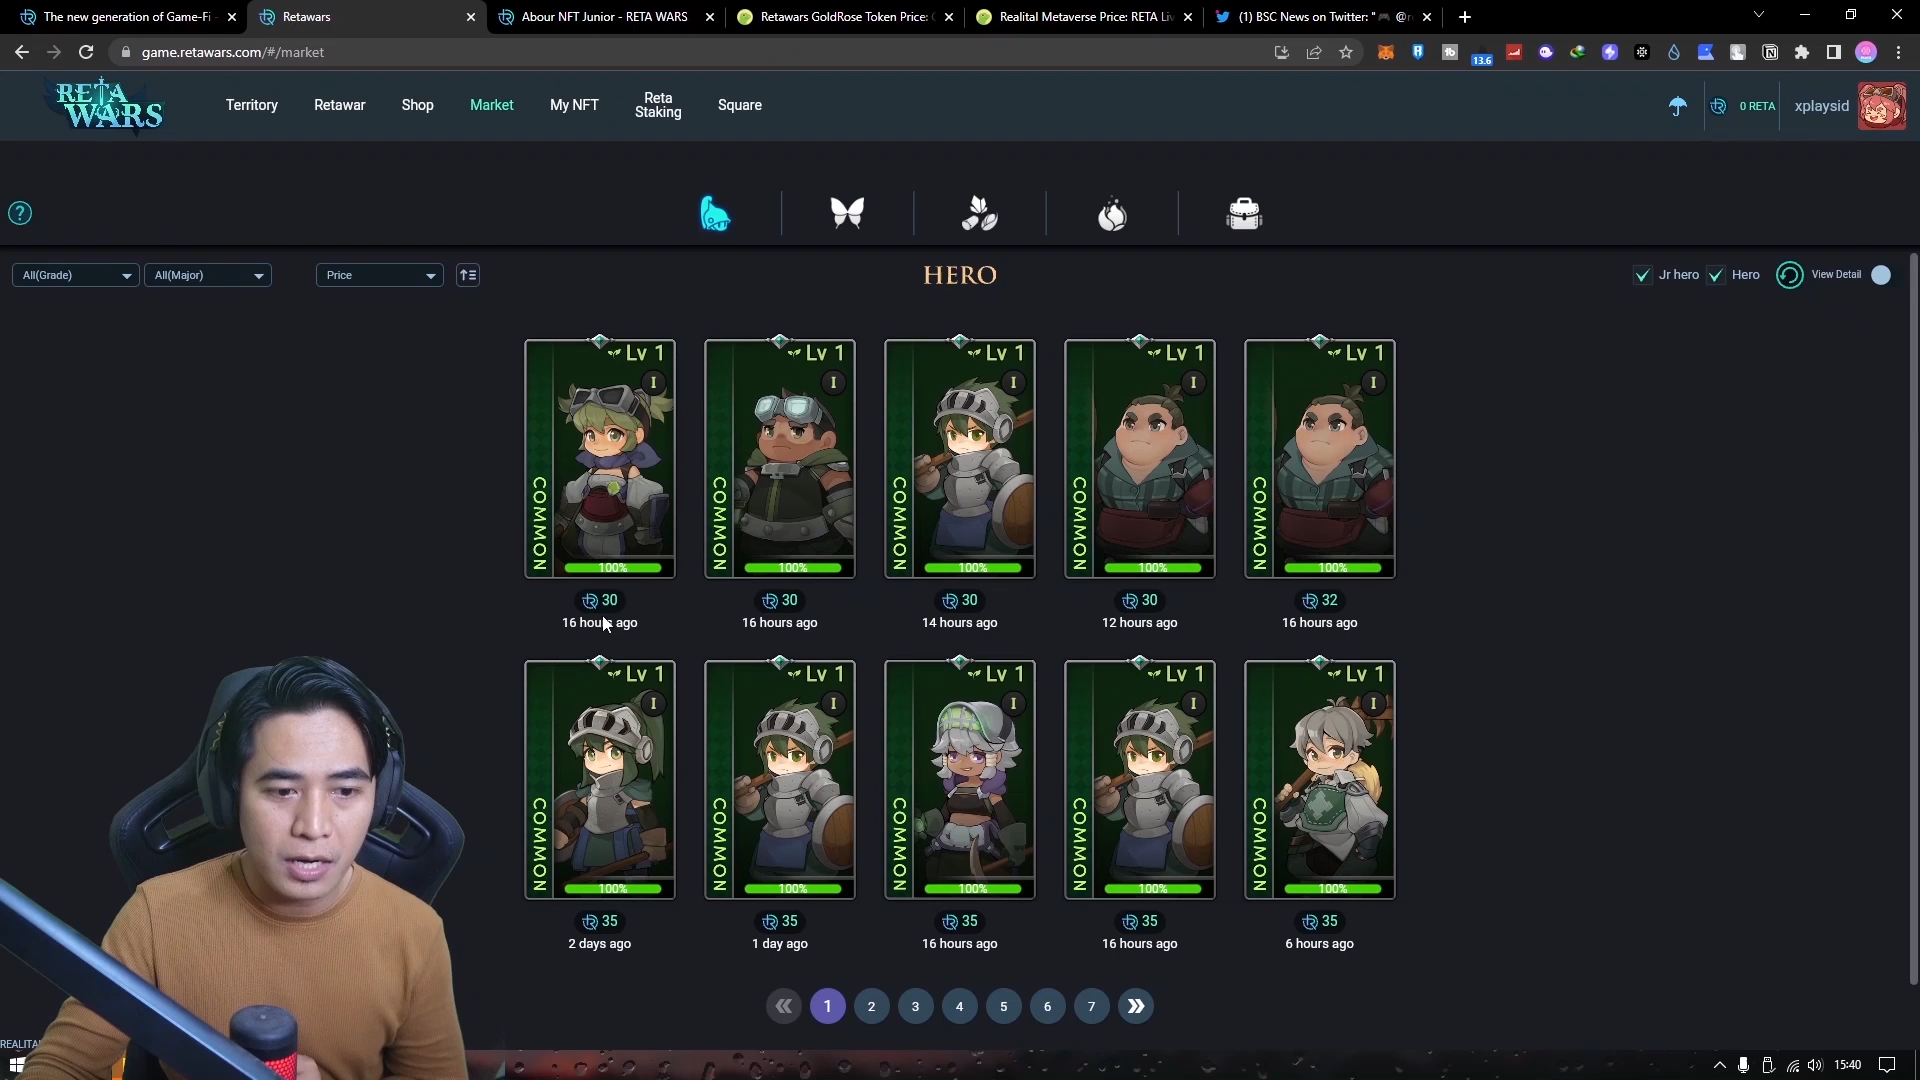 The new generation of Game-Fi -
Retawars
Abour NFT Junior - RETA WARS
Retawars GoldRose Token Price:
Realital Metaverse Price: RETA Li
(1) BSC News on Twitter: "
game.retawars.com/#/market
13.6
RETA WARS
Territory
Retawar
Shop
Market
My NFT
Reta Staking
Square
0 RETA
xplaysid
?
All(Grade)
All(Major)
Price
HERO
Jr hero
Hero
View Detail
Lv 1
I
COMMON
100%
Lv 1
I
COMMON
100%
Lv 1
I
COMMON
100%
Lv 1
I
COMMON
100%
Lv 1
I
COMMON
100%
30
30
30
30
32
16 hours ago
16 hours ago
14 hours ago
12 hours ago
16 hours ago
Lv 1
I
COMMON
100%
Lv 1
I
COMMON
100%
Lv 1
I
COMMON
100%
Lv 1
I
COMMON
100%
Lv 1
I
COMMON
100%
35
35
35
35
35
2 days ago
1 day ago
16 hours ago
16 hours ago
6 hours ago
1
2
3
4
5
6
7
REALITA
15:40